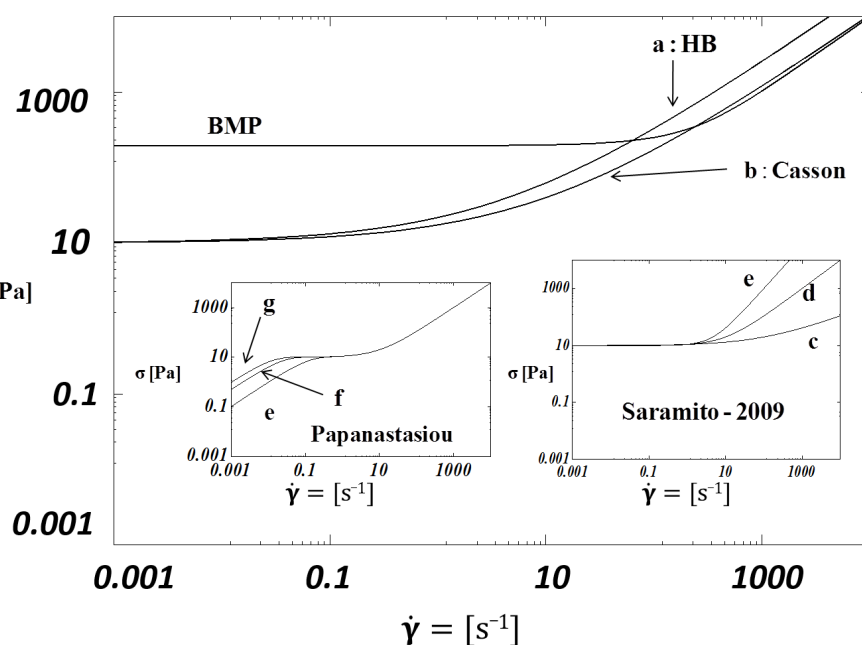 a : HB
1000
BMP
b : Casson
10
Pa]
1000
g
10
σ [Pa]
f
0.1
e
Papanastasiou
0.001
0.001 0.1 10 1000
γ̇ = [s⁻¹]
1000
e
d
10
σ [Pa]
c
0.1
Saramito - 2009
0.001
0.001 0.1 10 1000
γ̇ = [s⁻¹]
0.1
0.001
0.001 0.1 10 1000
γ̇ = [s⁻¹]